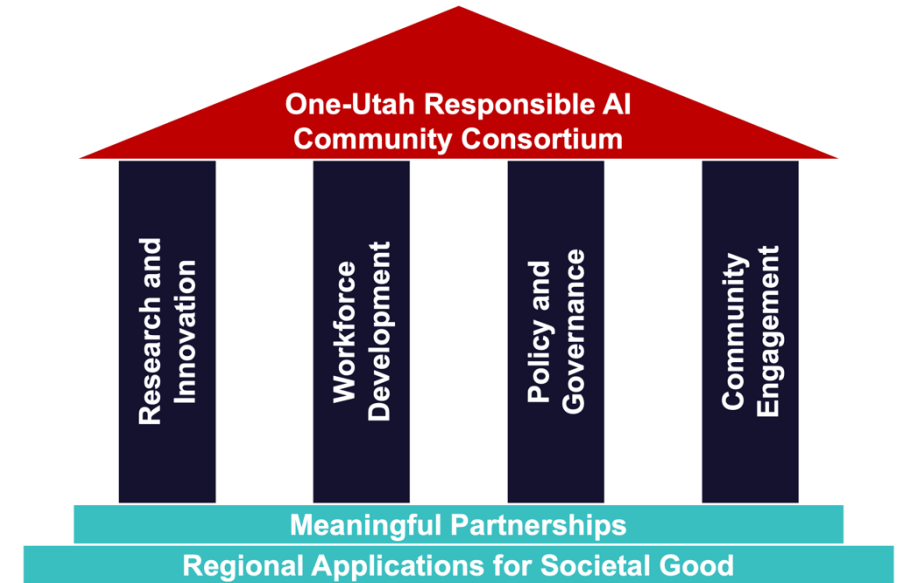 One-Utah Responsible AI
Community Consortium
Research and
Innovation
Workforce
Development
Policy and
Governance
Community
Engagement
Meaningful Partnerships
Regional Applications for Societal Good